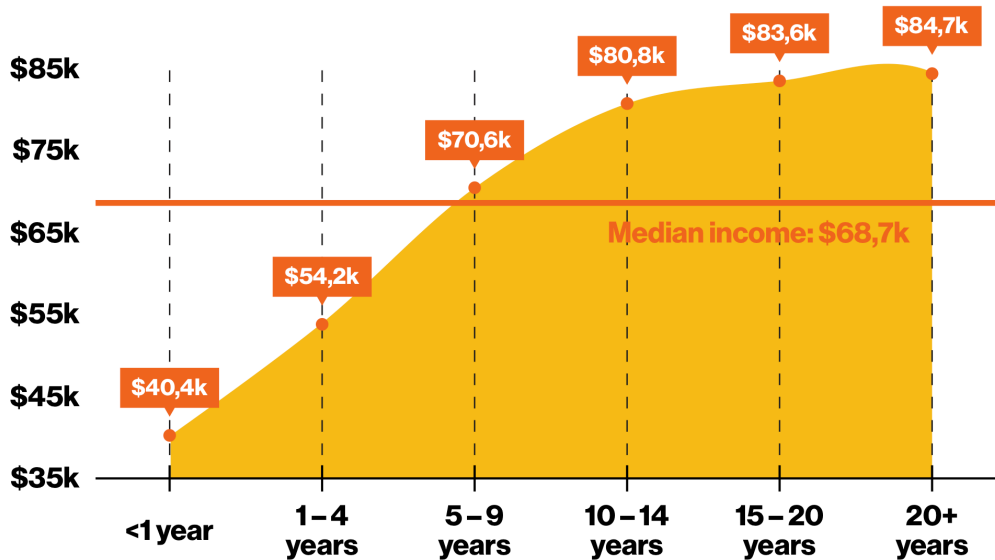 $84,7k
$83,6k
$80,8k
$85k
$70,6k
$75k
Median income: $68,7k
$65k
$54,2k
$55k
$40,4k
$45k
$35k
<1 year
1–4
years
5–9
years
10–14
years
15–20
years
20+
years